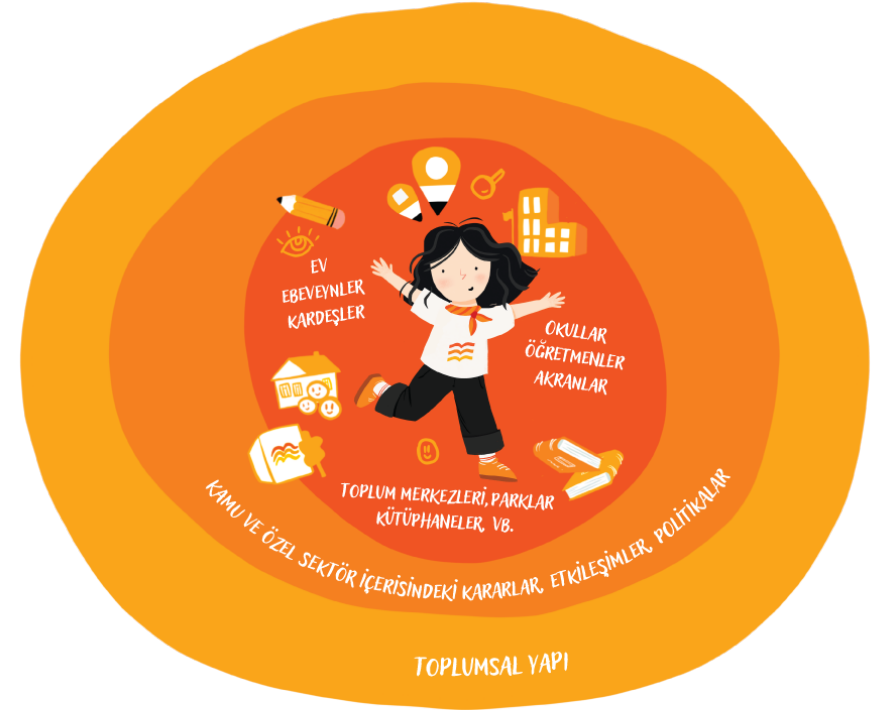 EV
EBEVEYNLER
KARDEŞLER
OKULLAR
ÖĞRETMENLER
AKRANLAR
TOPLUM MERKEZLERİ, PARKLAR
KÜTÜPHANELER, VB.
KAMU VE ÖZEL SEKTÖR İÇERİSİNDEKİ KARARLAR, ETKİLEŞİMLER, POLİTİKALAR
TOPLUMSAL YAPI